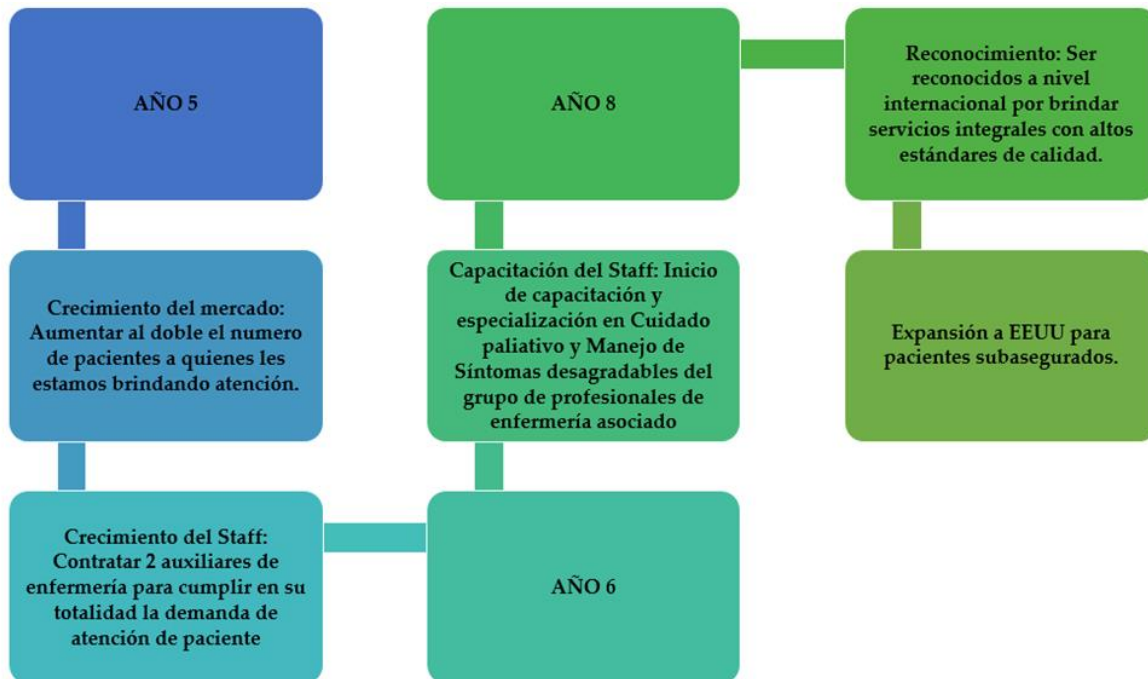 AÑO 5
Crecimiento del mercado:
Aumentar al doble el numero
de pacientes a quienes les
estamos brindando atención.
Crecimiento del Staff:
Contratar 2 auxiliares de
enfermería para cumplir en su
totalidad la demanda de
atención de paciente
AÑO 6
Capacitación del Staff: Inicio
de capacitación y
especialización en Cuidado
paliativo y Manejo de
Síntomas desagradables del
grupo de profesionales de
enfermería asociado
AÑO 8
Reconocimiento: Ser
reconocidos a nivel
internacional por brindar
servicios integrales con altos
estándares de calidad.
Expansión a EEUU para
pacientes subasegurados.